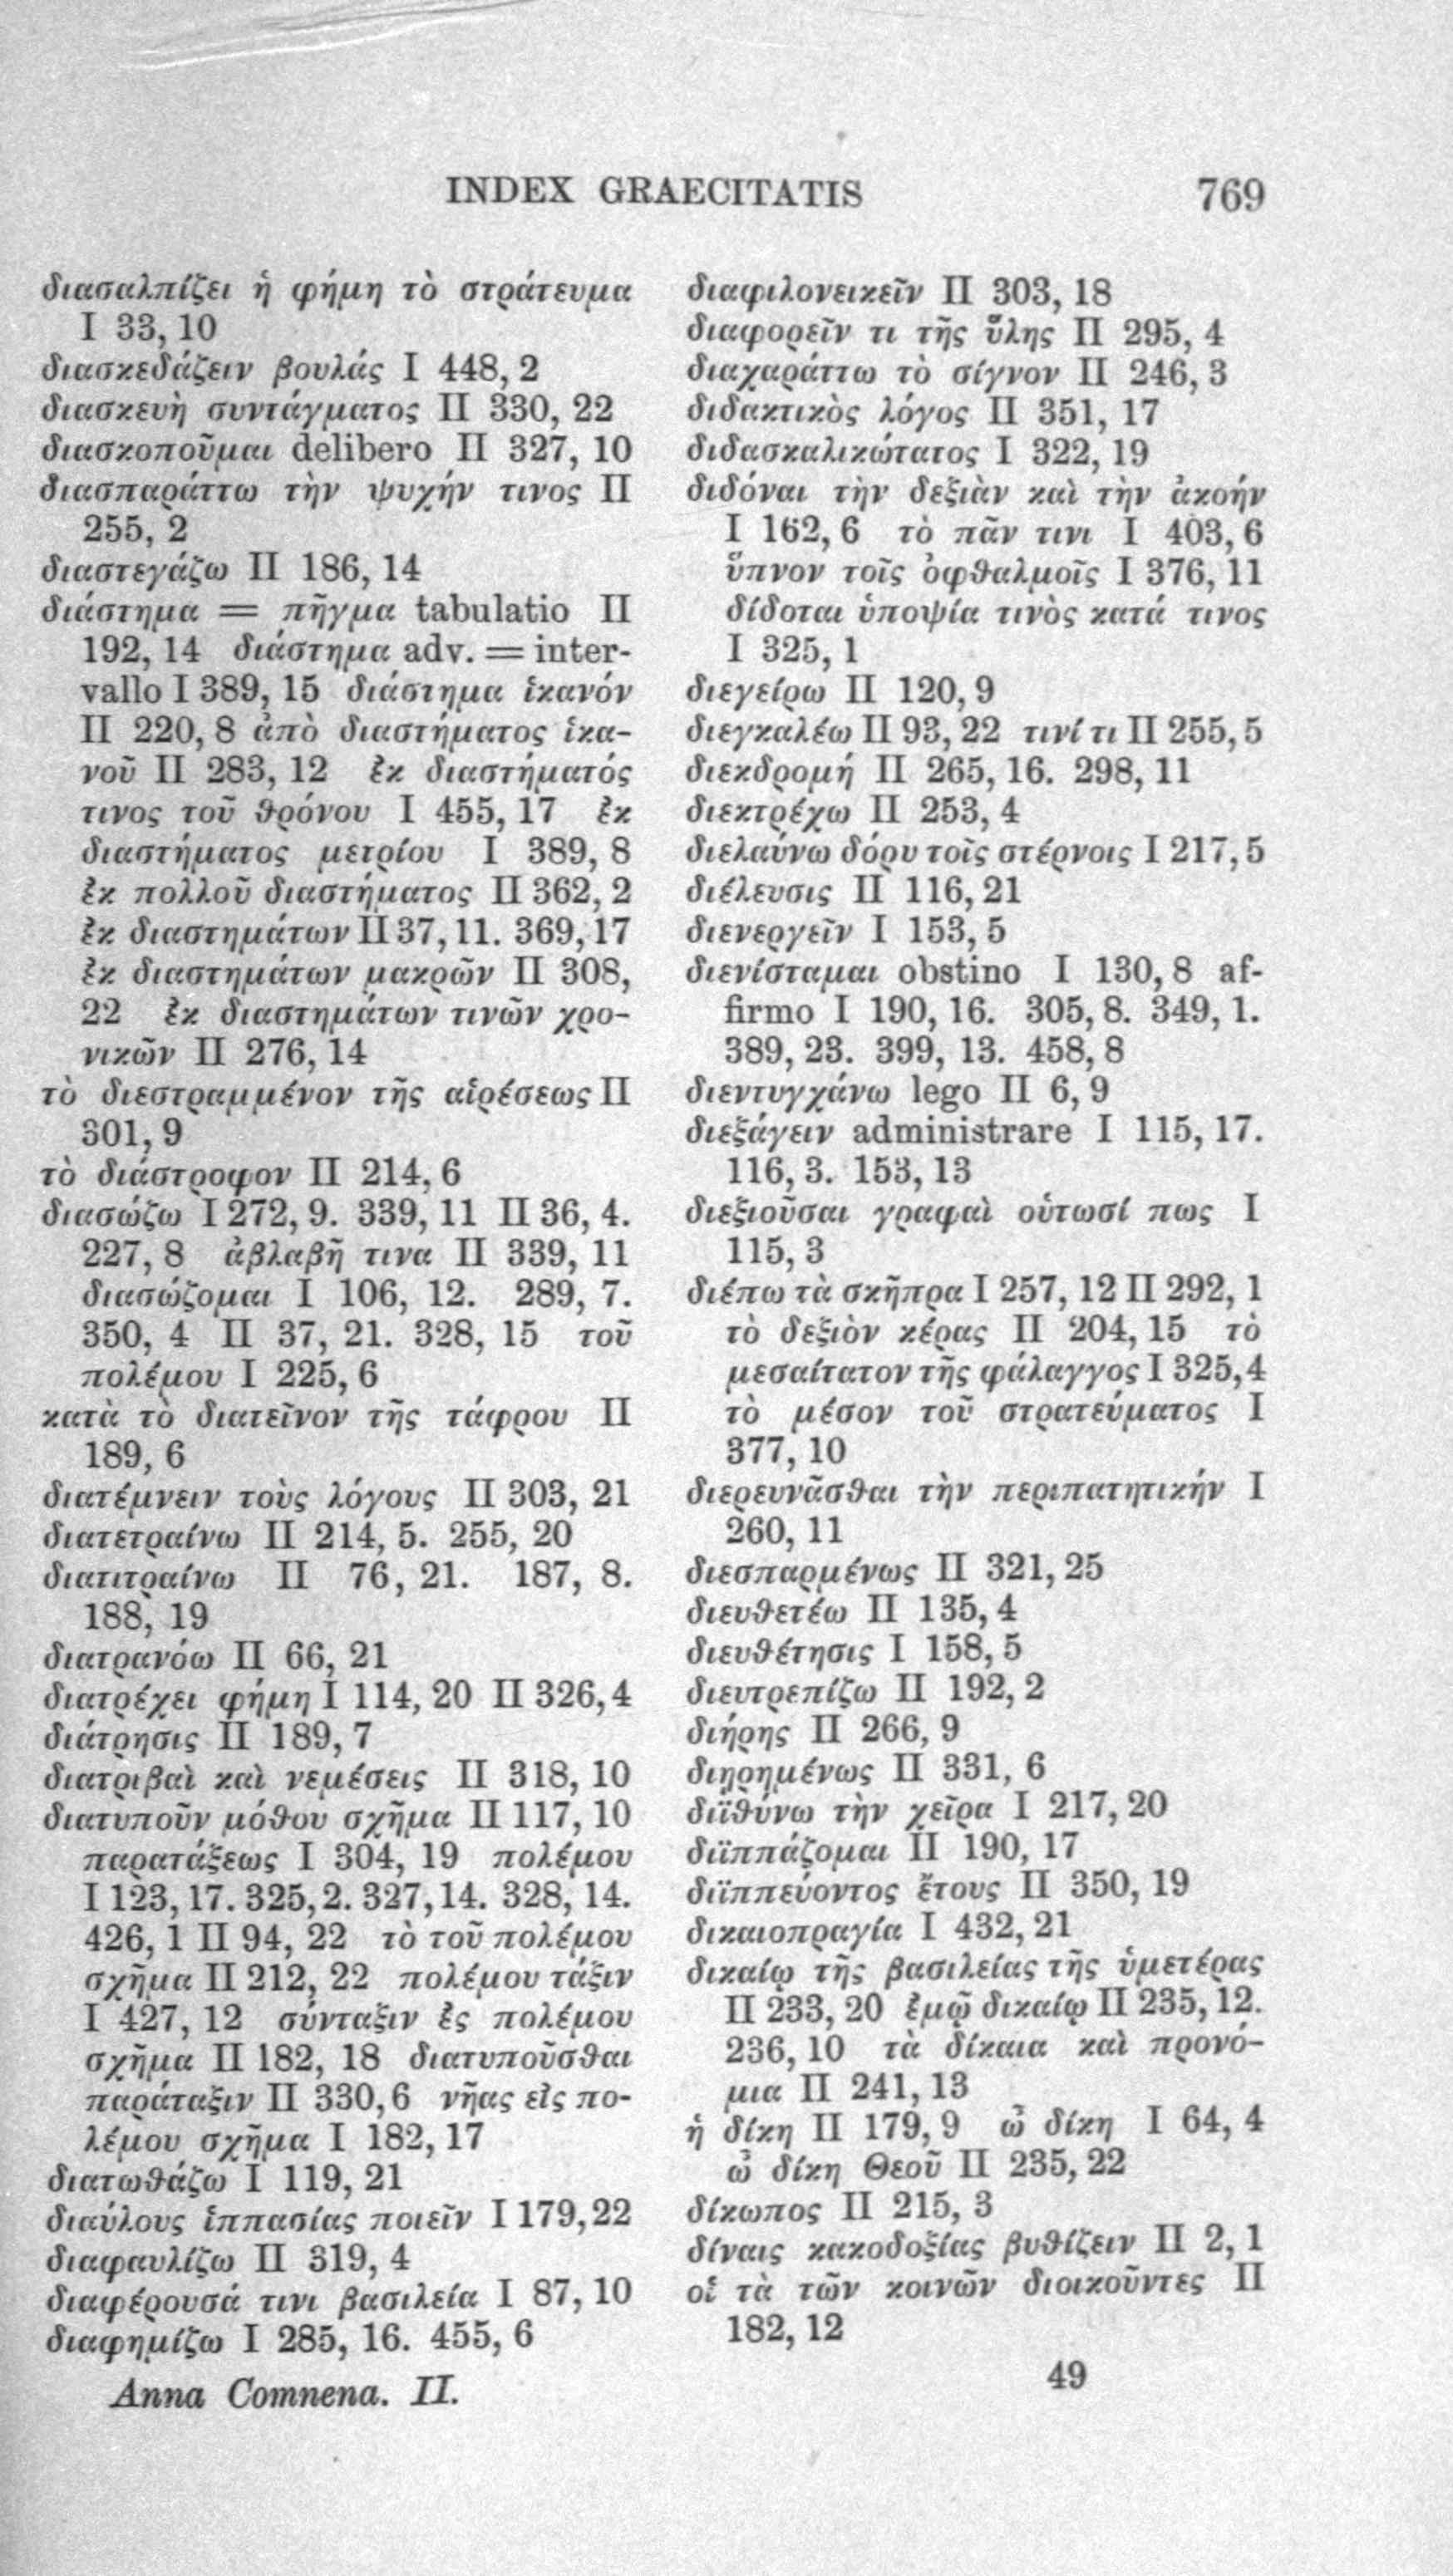 INDEX GRAECITATIS 769
διασαλπίζει ἡ φήμη τὸ στράτευμα
I 33, 10
διασκεδάζειν βουλάς I 448, 2
διασκευὴ συντάγματος II 330, 22
διασκοποῦμαι delibero II 327, 10
διασπαράττω τὴν ψυχήν τινος II
255, 2
διαστεγάζω II 186, 14
διάστημα = πῆγμα tabulatio II
192, 14 διάστημα adv. = inter-
vallo I 389, 15 διάστημα ἱκανόν
II 220, 8 ἀπὸ διαστήματος ἱκα-
νοῦ II 283, 12 ἐκ διαστήματός
τινος τοῦ θρόνου I 455, 17 ἐκ
διαστήματος μετρίου I 389, 8
ἐκ πολλοῦ διαστήματος II 362, 2
ἐκ διαστημάτων II 37, 11. 369, 17
ἐκ διαστημάτων μακρῶν II 308,
22 ἐκ διαστημάτων τινῶν χρο-
νικῶν II 276, 14
τὸ διεστραμμένον τῆς αἱρέσεως II
301, 9
τὸ διάστροφον II 214, 6
διασώζω I 272, 9. 339, 11 II 36, 4.
227, 8 ἀβλαβῆ τινα II 339, 11
διασώζομαι I 106, 12. 289, 7.
350, 4 II 37, 21. 328, 15 τοῦ
πολέμου I 225, 6
κατὰ τὸ διατεῖνον τῆς τάφρου II
189, 6
διατέμνειν τοὺς λόγους II 303, 21
διατετραίνω II 214, 5. 255, 20
διατιτραίνω II 76, 21. 187, 8.
188, 19
διατρανόω II 66, 21
διατρέχει φήμη I 114, 20 II 326, 4
διάτρησις II 189, 7
διατριβαὶ καὶ νεμέσεις II 318, 10
διατυποῦν μόθου σχῆμα II 117, 10
παρατάξεως I 304, 19 πολέμου
I 123, 17. 325, 2. 327, 14. 328, 14.
426, 1 II 94, 22 τὸ τοῦ πολέμου
σχῆμα II 212, 22 πολέμου τάξιν
I 427, 12 σύνταξιν ἐς πολέμου
σχῆμα II 182, 18 διατυποῦσθαι
παράταξιν II 330, 6 νῆας εἰς πο-
λέμου σχῆμα I 182, 17
διατωθάζω I 119, 21
διαύλους ἱππασίας ποιεῖν I 179, 22
διαφαυλίζω II 319, 4
διαφέρουσά τινι βασιλεία I 87, 10
διαφημίζω I 285, 16. 455, 6
διαφιλονεικεῖν II 303, 18
διαφορεῖν τι τῆς ὕλης II 295, 4
διαχαράττω τὸ σίγνον II 246, 3
διδακτικὸς λόγος II 351, 17
διδασκαλικώτατος I 322, 19
διδόναι τὴν δεξιὰν καὶ τὴν ἀκοήν
I 162, 6 τὸ πᾶν τινι I 403, 6
ὕπνον τοῖς ὀφθαλμοῖς I 376, 11
δίδοται ὑποψία τινὸς κατά τινος
I 325, 1
διεγείρω II 120, 9
διεγκαλέω II 93, 22 τινί τι II 255, 5
διεκδρομή II 265, 16. 298, 11
διεκτρέχω II 253, 4
διελαύνω δόρυ τοῖς στέρνοις I 217, 5
διέλευσις II 116, 21
διενεργεῖν I 153, 5
διενίσταμαι obstino I 130, 8 af-
firmo I 190, 16. 305, 8. 349, 1.
389, 23. 399, 13. 458, 8
διεντυγχάνω lego II 6, 9
διεξάγειν administrare I 115, 17.
116, 3. 153, 13
διεξιοῦσαι γραφαὶ οὑτωσί πως I
115, 3
διέπω τὰ σκῆπρα I 257, 12 II 292, 1
τὸ δεξιὸν κέρας II 204, 15 τὸ
μεσαίτατον τῆς φάλαγγος I 325, 4
τὸ μέσον τοῦ στρατεύματος I
377, 10
διερευνᾶσθαι τὴν περιπατητικήν I
260, 11
διεσπαρμένως II 321, 25
διευθετέω II 135, 4
διευθέτησις I 158, 5
διευτρεπίζω II 192, 2
διήρης II 266, 9
διῃρημένως II 331, 6
διϊθύνω τὴν χεῖρα I 217, 20
διϊππάζομαι II 190, 17
διϊππεύοντος ἔτους II 350, 19
δικαιοπραγία I 432, 21
δικαίῳ τῆς βασιλείας τῆς ὑμετέρας
II 233, 20 ἐμῷ δικαίῳ II 235, 12.
236, 10 τὰ δίκαια καὶ προνό-
μια II 241, 13
ἡ δίκη II 179, 9 ὦ δίκη I 64, 4
ὦ δίκη Θεοῦ II 235, 22
δίκωπος II 215, 3
δίναις κακοδοξίας βυθίζειν II 2, 1
οἱ τὰ τῶν κοινῶν διοικοῦντες II
182, 12
Anna Comnena. II. 49